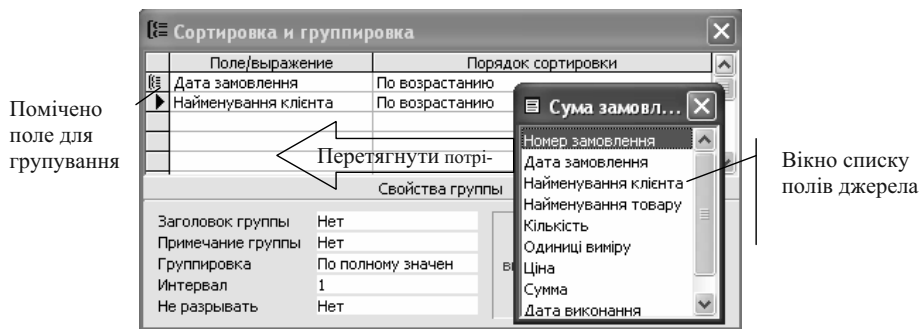 Сортировка и группировка
Поле/выражение Порядок сортировки
Дата замовлення По возрастанию
Найменування клієнта По возрастанию
Помічено
поле для
групування
Перетягнути потрі-
Свойства группы
Заголовок группы Нет
Примечание группы Нет
Группировка По полному значен
Интервал 1
Не разрывать Нет
Сума замовл...
Номер замовлення
Дата замовлення
Найменування клієнта
Найменування товару
Кількість
Одиниці виміру
Ціна
Сумма
Дата виконання
Вікно списку
полів джерела